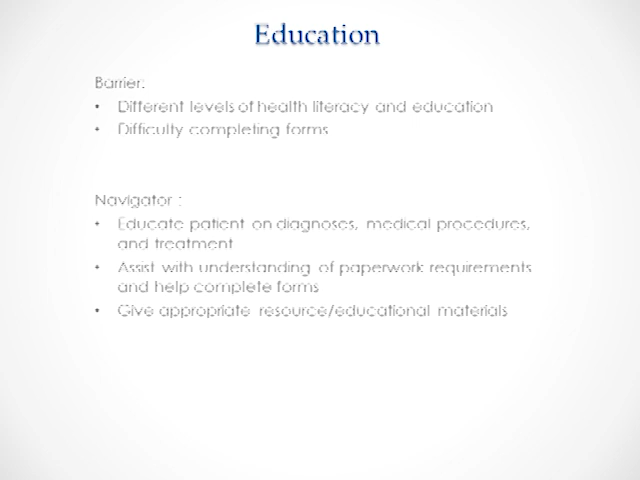 Education
Barrier:
• Different levels of health literacy and education
• Difficulty completing forms
Navigator :
• Educate patient on diagnoses, medical procedures,
and treatment
• Assist with understanding of paperwork requirements
and help complete forms
• Give appropriate resource/educational materials